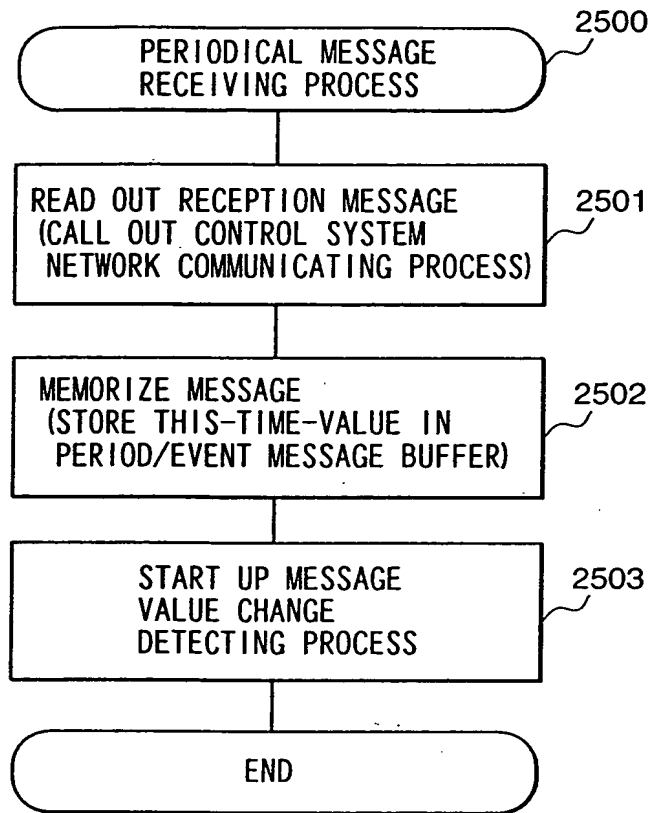 PERIODICAL MESSAGE
RECEIVING PROCESS
2500
READ OUT RECEPTION MESSAGE
(CALL OUT CONTROL SYSTEM
NETWORK COMMUNICATING PROCESS)
2501
MEMORIZE MESSAGE
(STORE THIS-TIME-VALUE IN
PERIOD/EVENT MESSAGE BUFFER)
2502
START UP MESSAGE
VALUE CHANGE
DETECTING PROCESS
2503
END